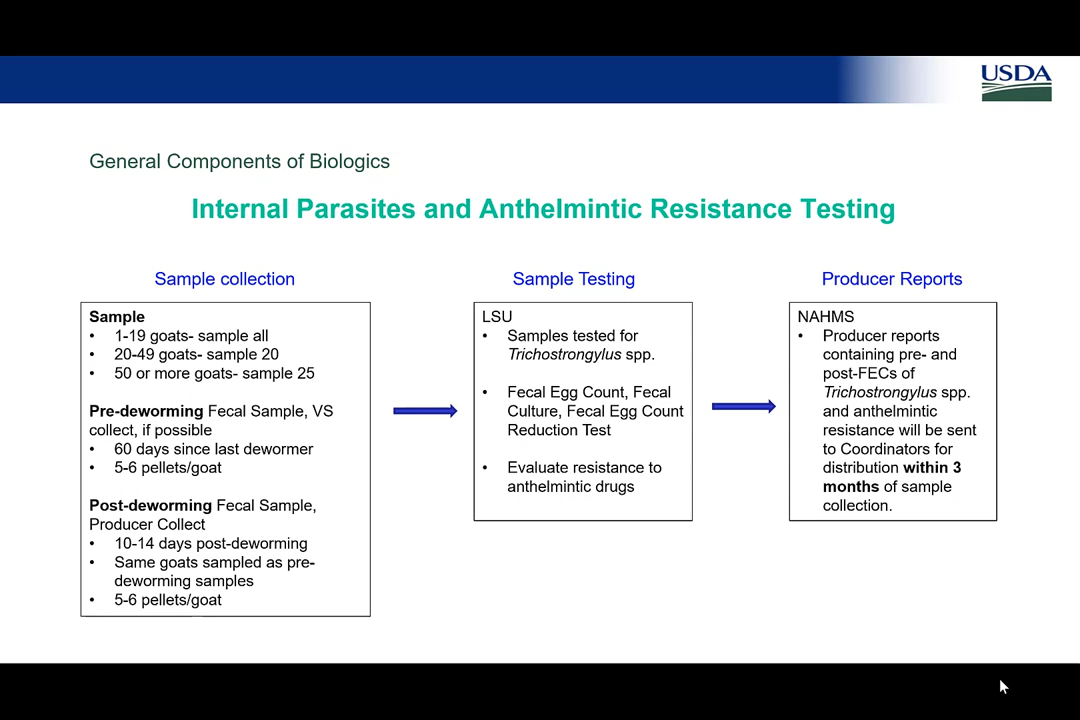 USDA
General Components of Biologics
Internal Parasites and Anthelmintic Resistance Testing
Sample collection
Sample
• 1-19 goats- sample all
• 20-49 goats- sample 20
• 50 or more goats- sample 25
Pre-deworming Fecal Sample, VS
collect, if possible
• 60 days since last dewormer
• 5-6 pellets/goat
Post-deworming Fecal Sample,
Producer Collect
• 10-14 days post-deworming
• Same goats sampled as pre-
deworming samples
• 5-6 pellets/goat
Sample Testing
LSU
• Samples tested for
Trichostrongylus spp.
• Fecal Egg Count, Fecal
Culture, Fecal Egg Count
Reduction Test
• Evaluate resistance to
anthelmintic drugs
Producer Reports
NAHMS
• Producer reports
containing pre- and
post-FECs of
Trichostrongylus spp.
and anthelmintic
resistance will be sent
to Coordinators for
distribution within 3
months of sample
collection.